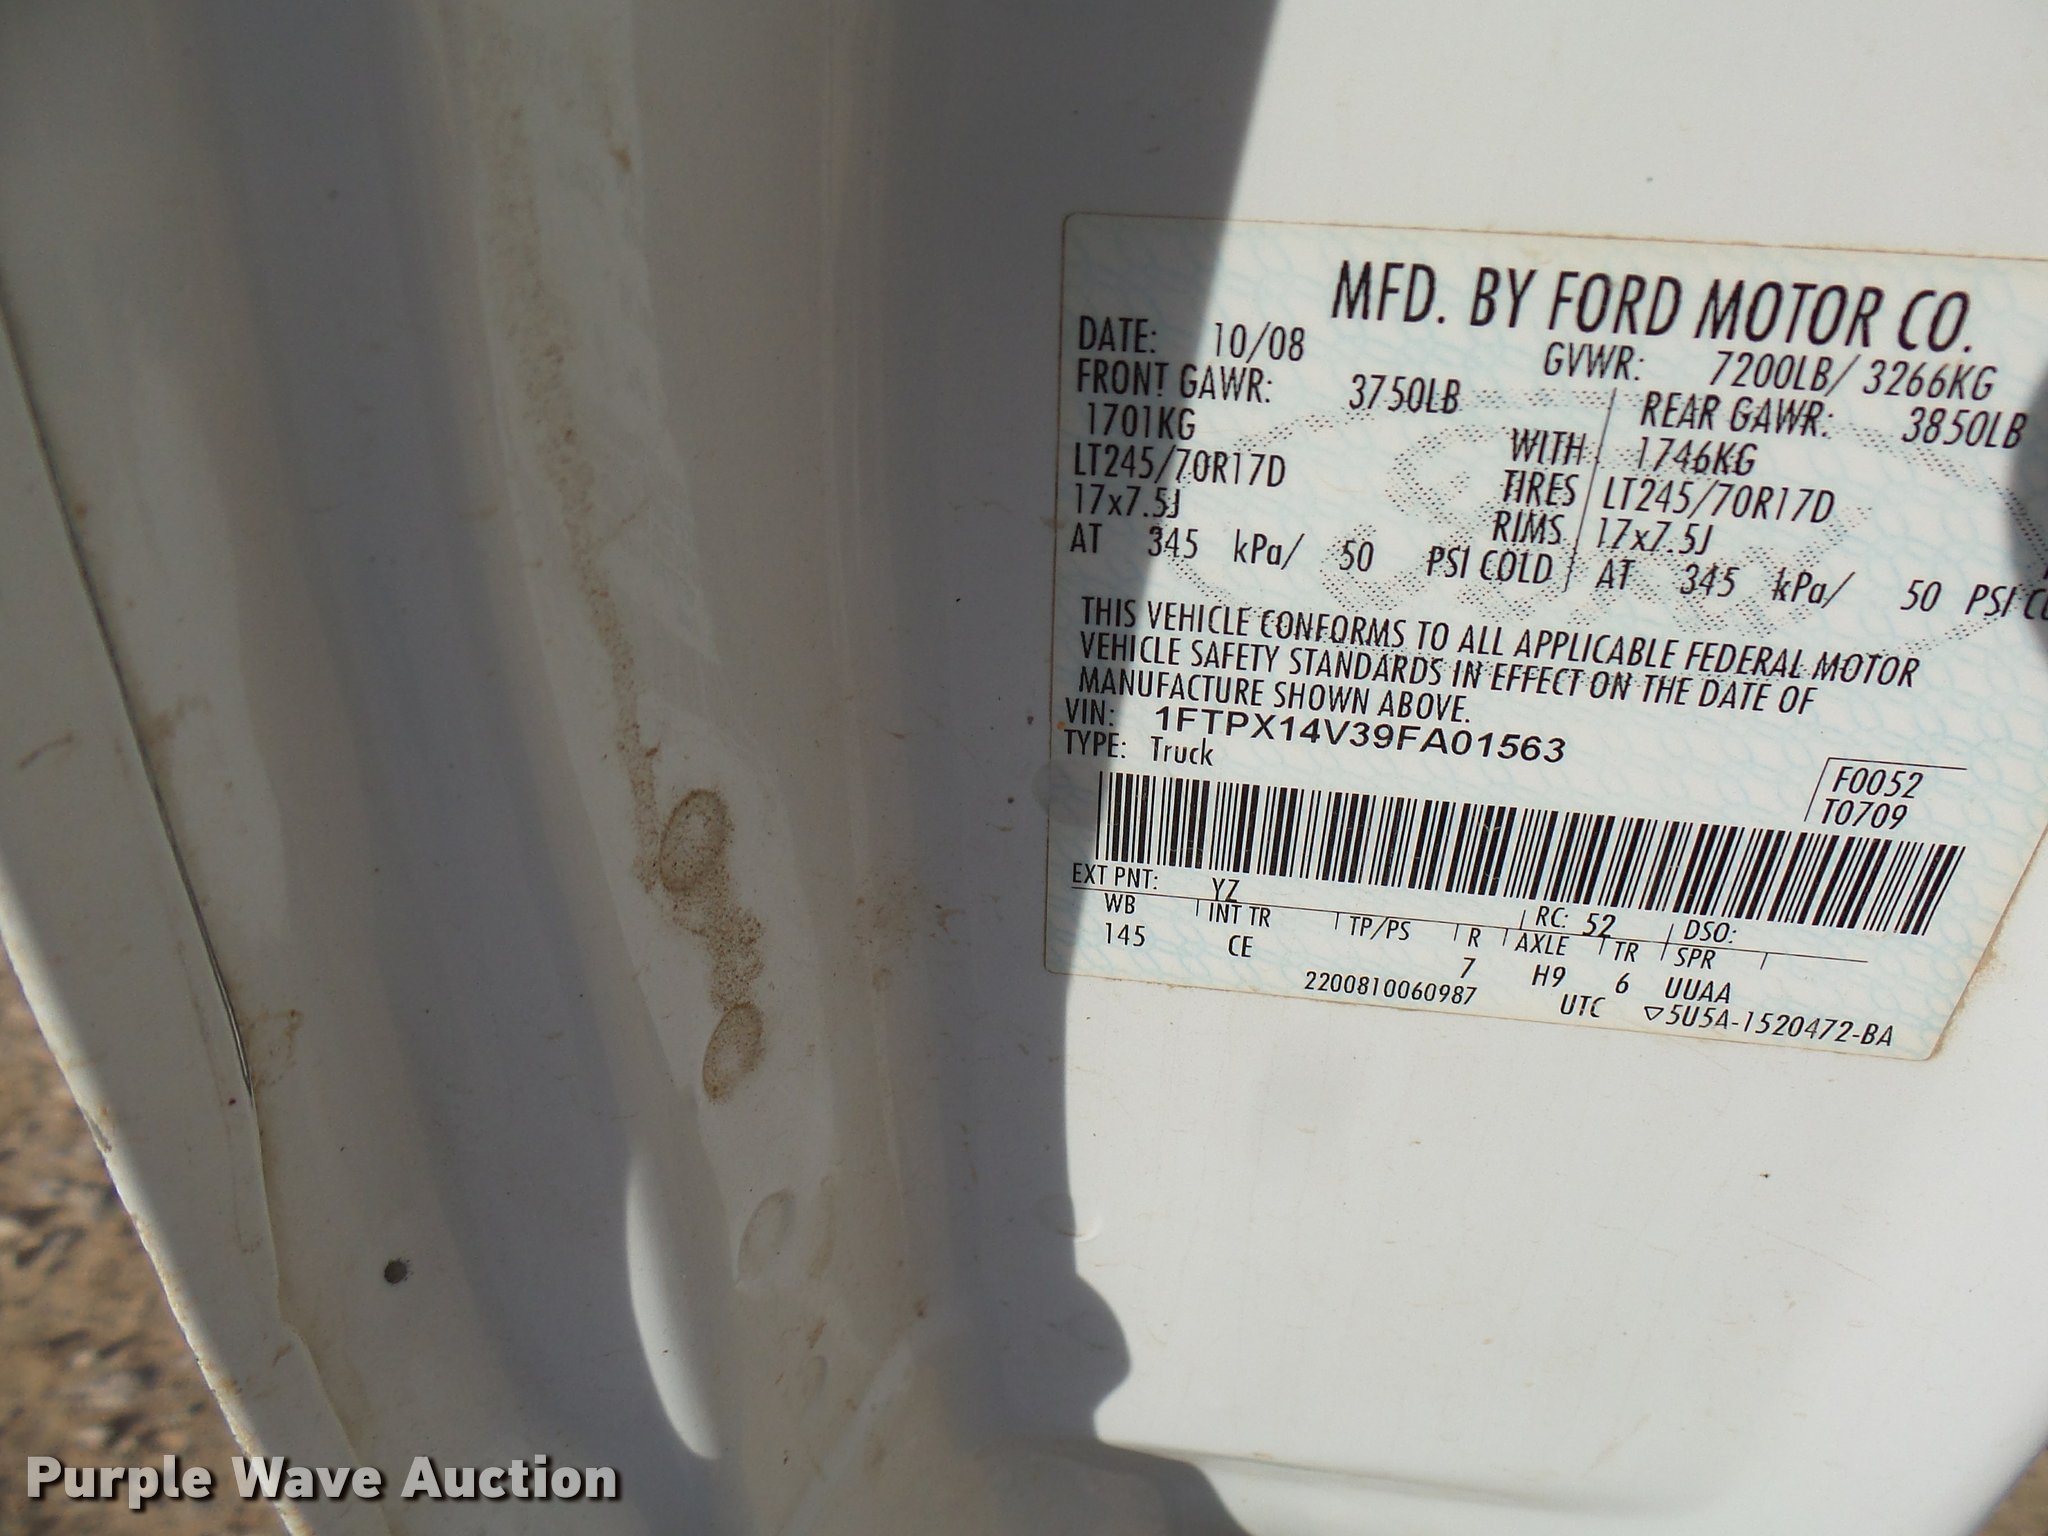 MFD. BY FORD MOTOR CO.
DATE: 10/08 GVWR: 7200LB/ 3266KG
FRONT GAWR: 3750LB REAR GAWR: 3850LB
1701KG WITH 1746KG
LT245/70R17D TIRES LT245/70R17D
17x7.5J RIMS 17x7.5J
AT 345 kPa/ 50 PSI COLD AT 345 kPa/ 50 PSI CO
THIS VEHICLE CONFORMS TO ALL APPLICABLE FEDERAL MOTOR
VEHICLE SAFETY STANDARDS IN EFFECT ON THE DATE OF
MANUFACTURE SHOWN ABOVE.
VIN: 1FTPX14V39FA01563
TYPE: Truck
F0052
T0709
EXT PNT: YZ RC: 52 DSO:
WB INT TR TP/PS R AXLE TR SPR
145 CE 7 H9 6 UUAA
2200810060987 UTC ▽5U5A-1520472-BA
Purple Wave Auction